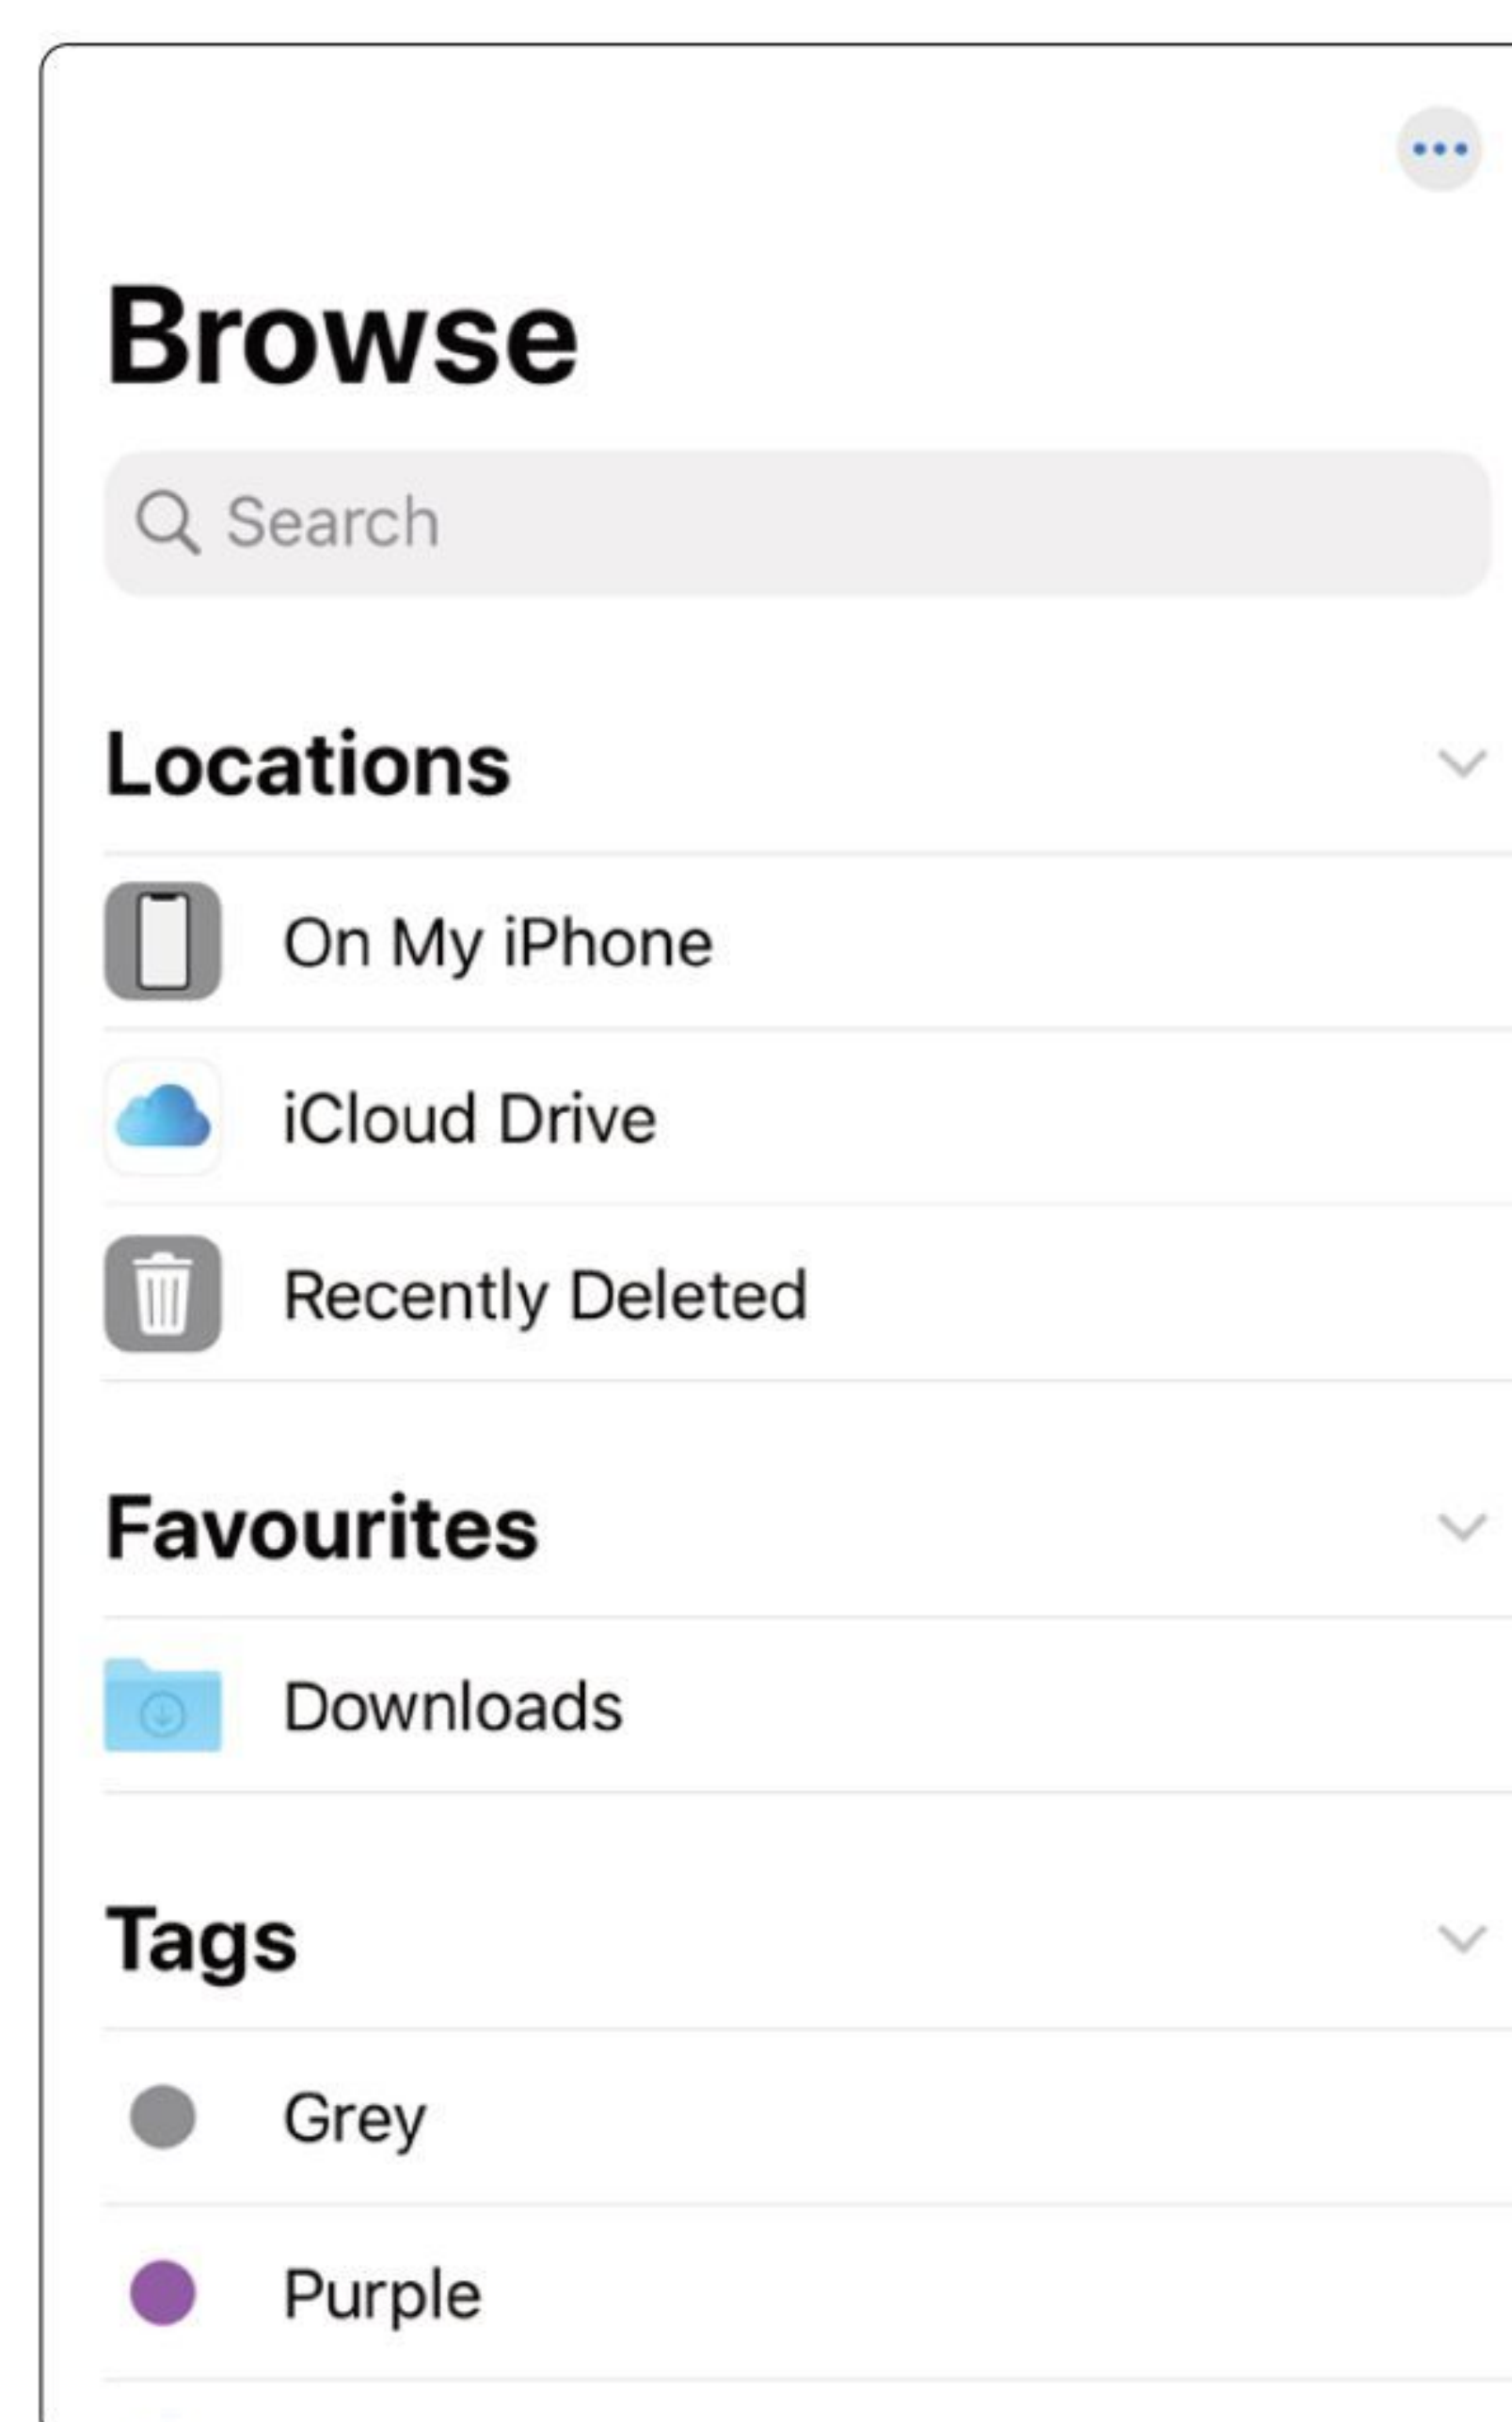 Browse
Search
Locations
On My iPhone
iCloud Drive
Recently Deleted
Favourites
Downloads
Tags
Grey
Purple